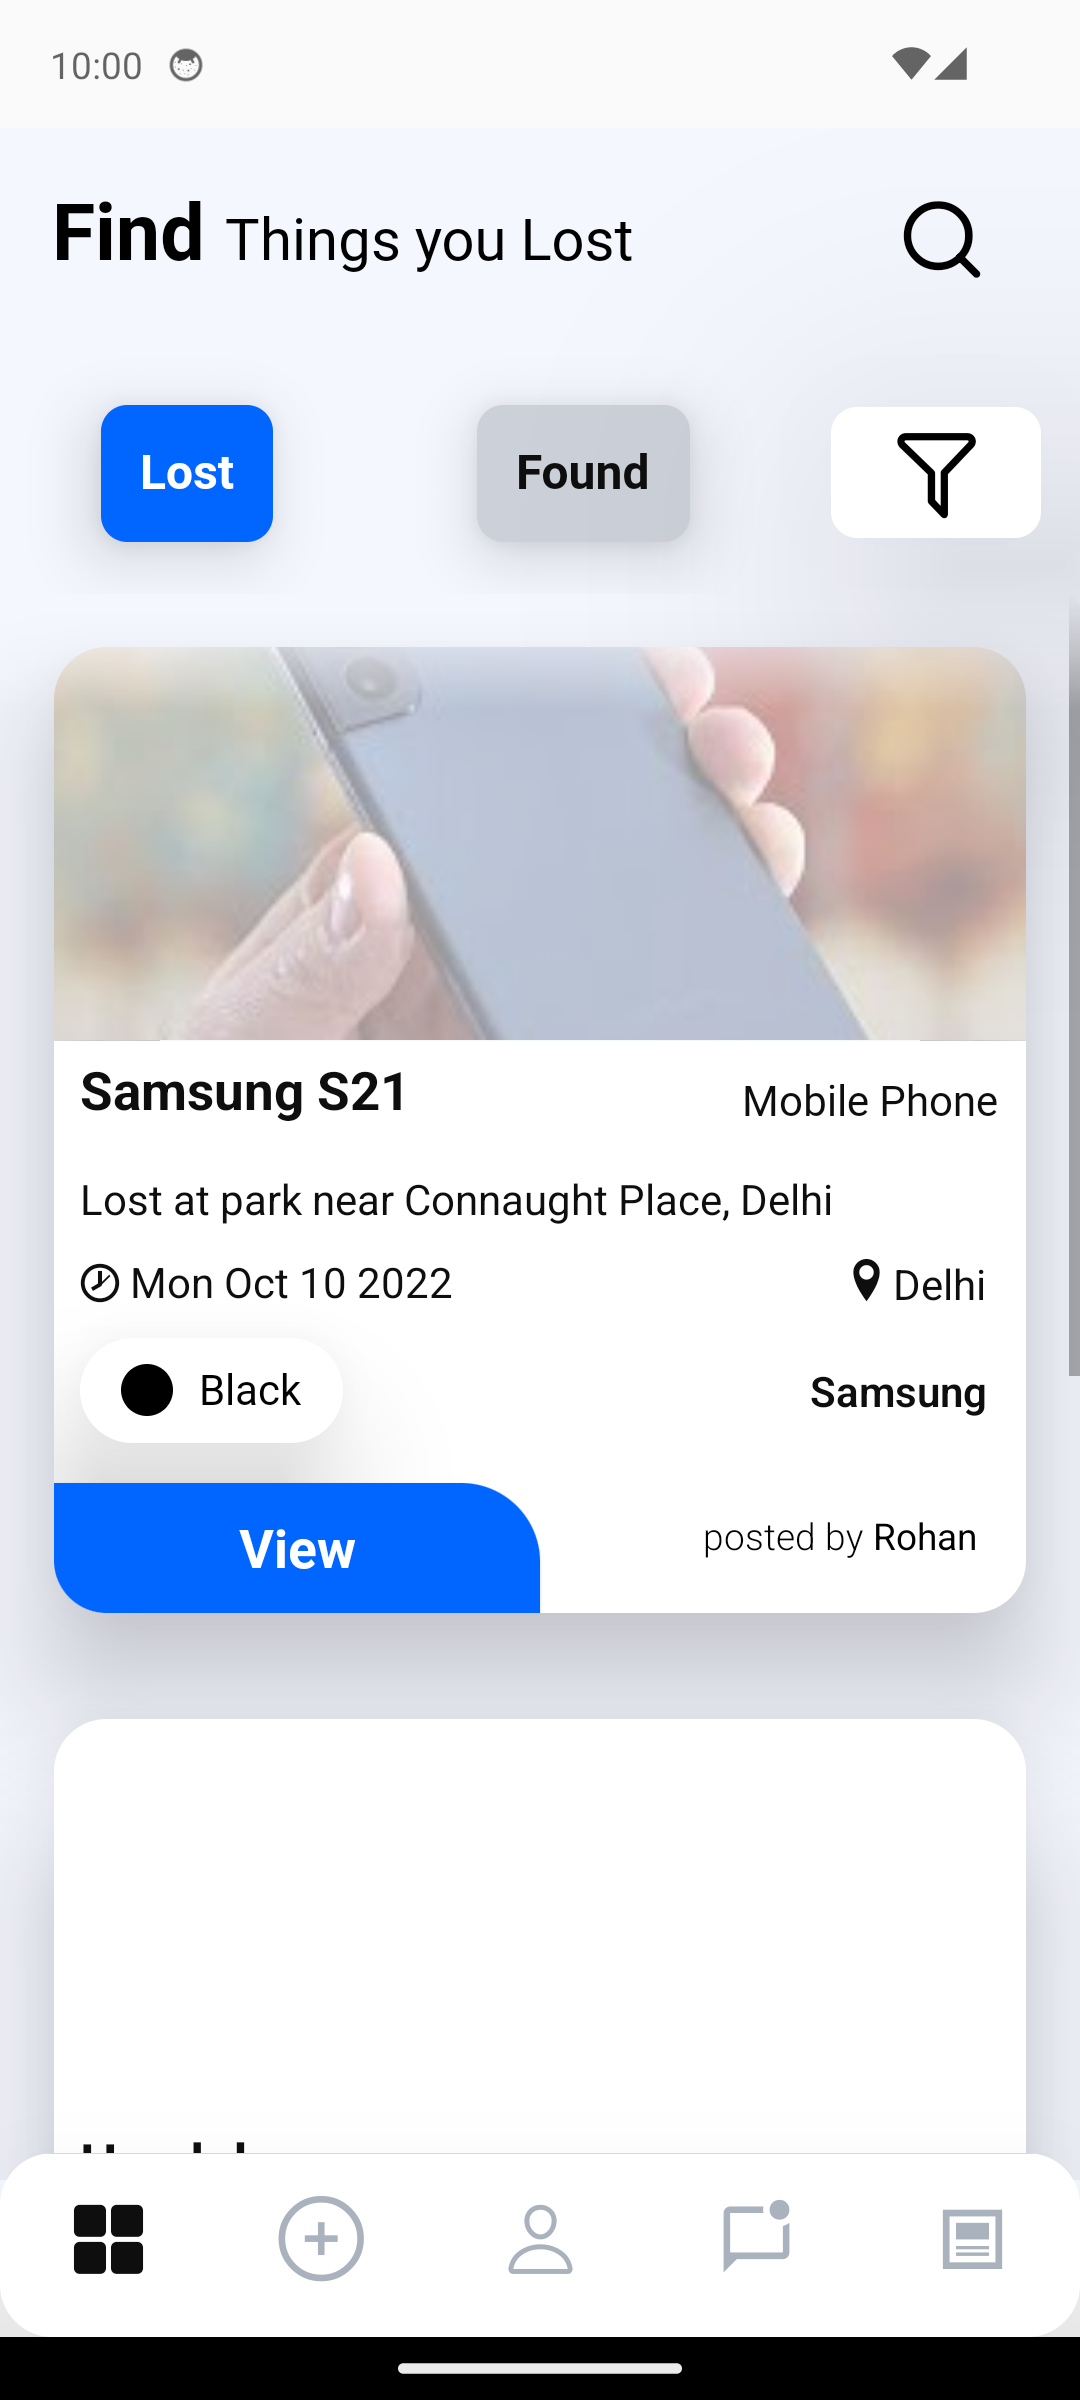 10:00
Find Things you Lost
Lost
Found
Samsung S21
Mobile Phone
Lost at park near Connaught Place, Delhi
Mon Oct 10 2022
Delhi
Black
Samsung
View
posted by Rohan